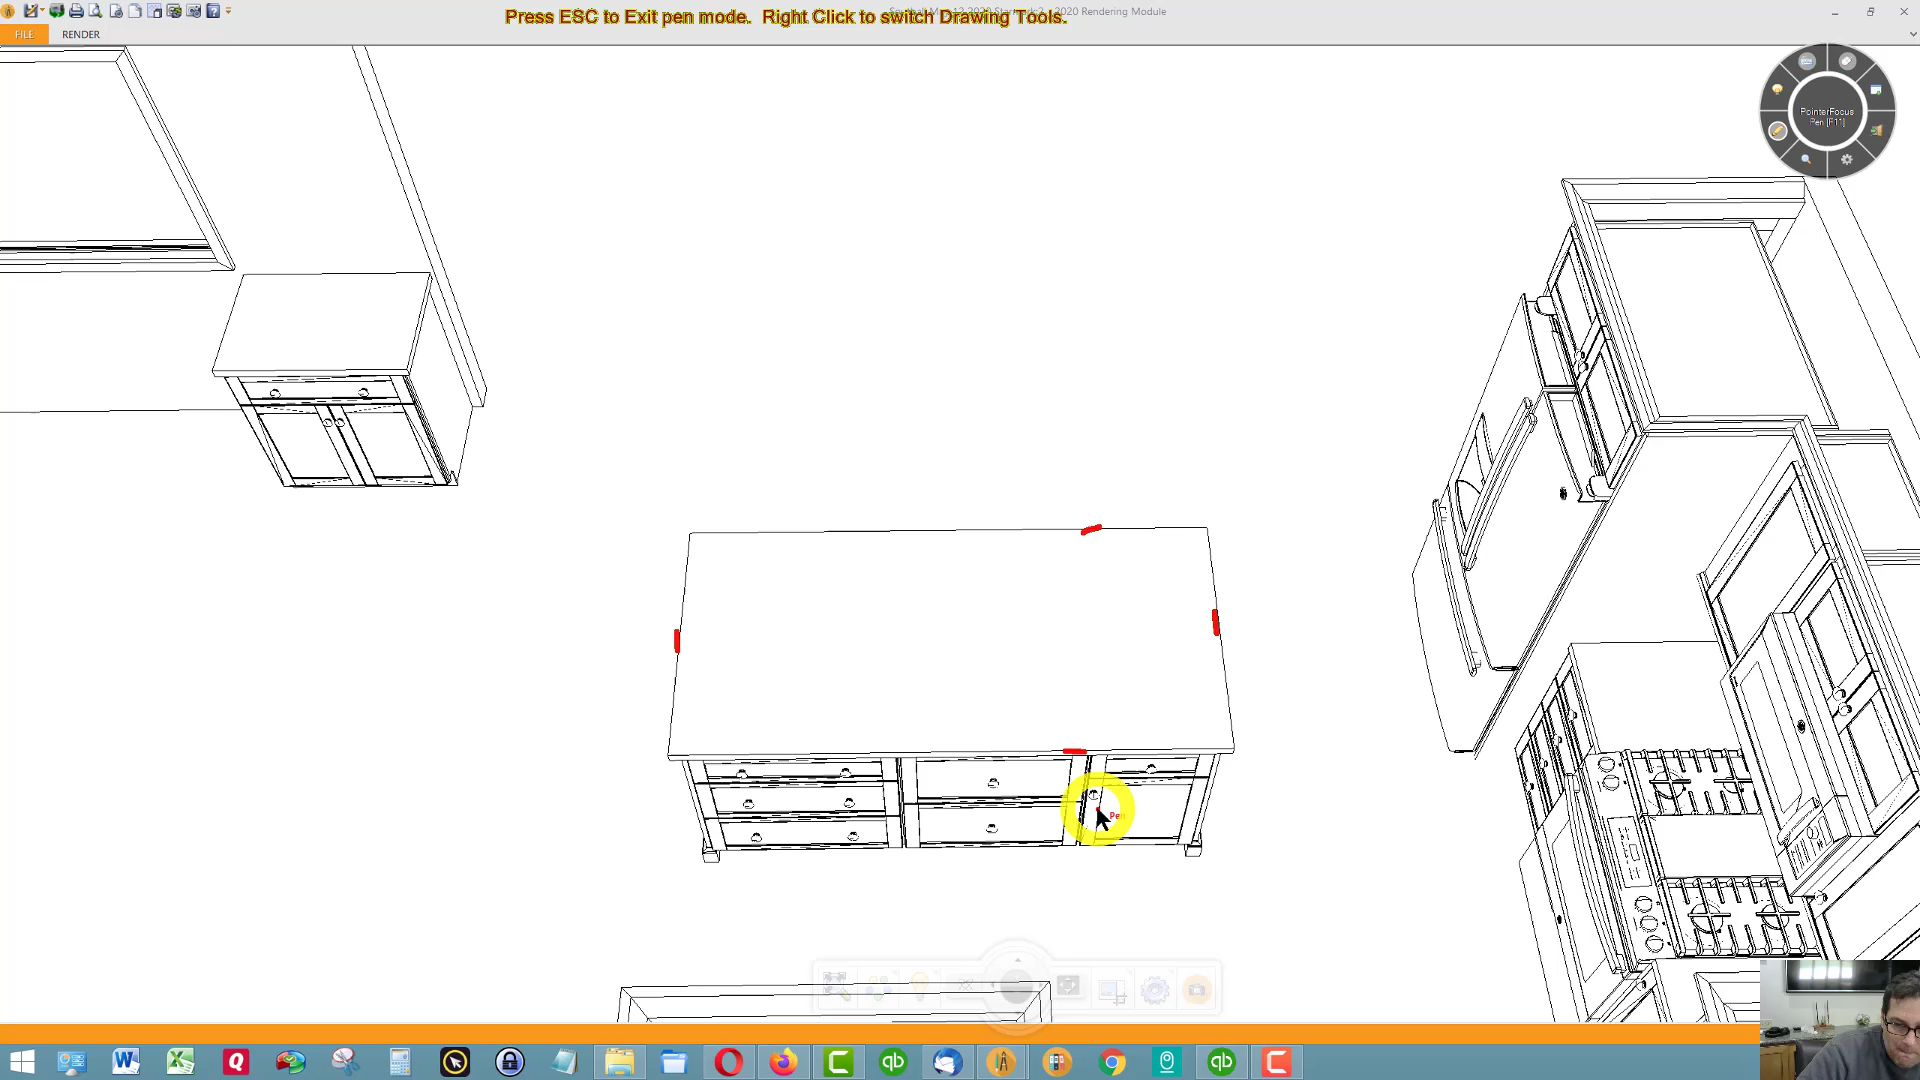 Press ESC to Exit pen mode.  Right Click to switch Drawing Tools.
2020 Rendering Module
FILE
RENDER
PointerFocus
Pen [F11]
Pen